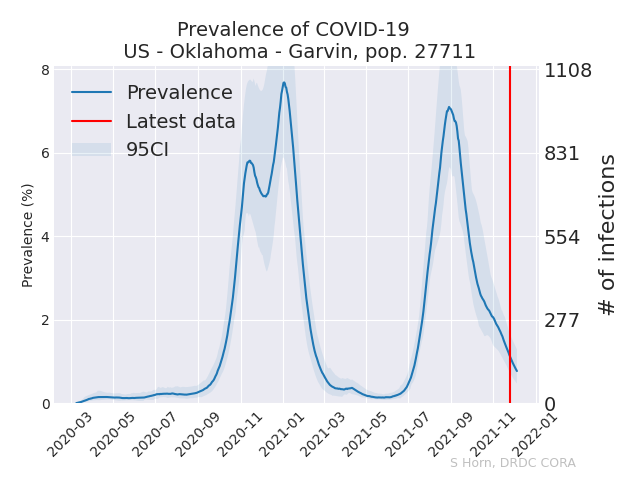 Prevalence of COVID-19
US - Oklahoma - Garvin, pop. 27711
Prevalence
Latest data
95CI
Prevalence (%)
8
6
4
2
0
1108
831
554
277
0
# of infections
2020-03
2020-05
2020-07
2020-09
2020-11
2021-01
2021-03
2021-05
2021-07
2021-09
2021-11
2022-01
S Horn, DRDC CORA